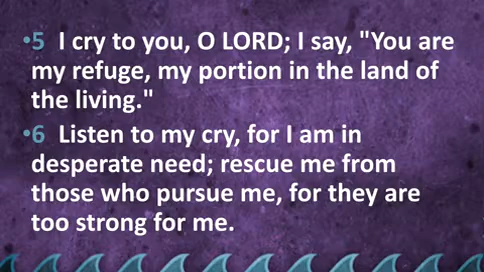 •5 I cry to you, O LORD; I say, "You are
my refuge, my portion in the land of
the living."
•6 Listen to my cry, for I am in
desperate need; rescue me from
those who pursue me, for they are
too strong for me.